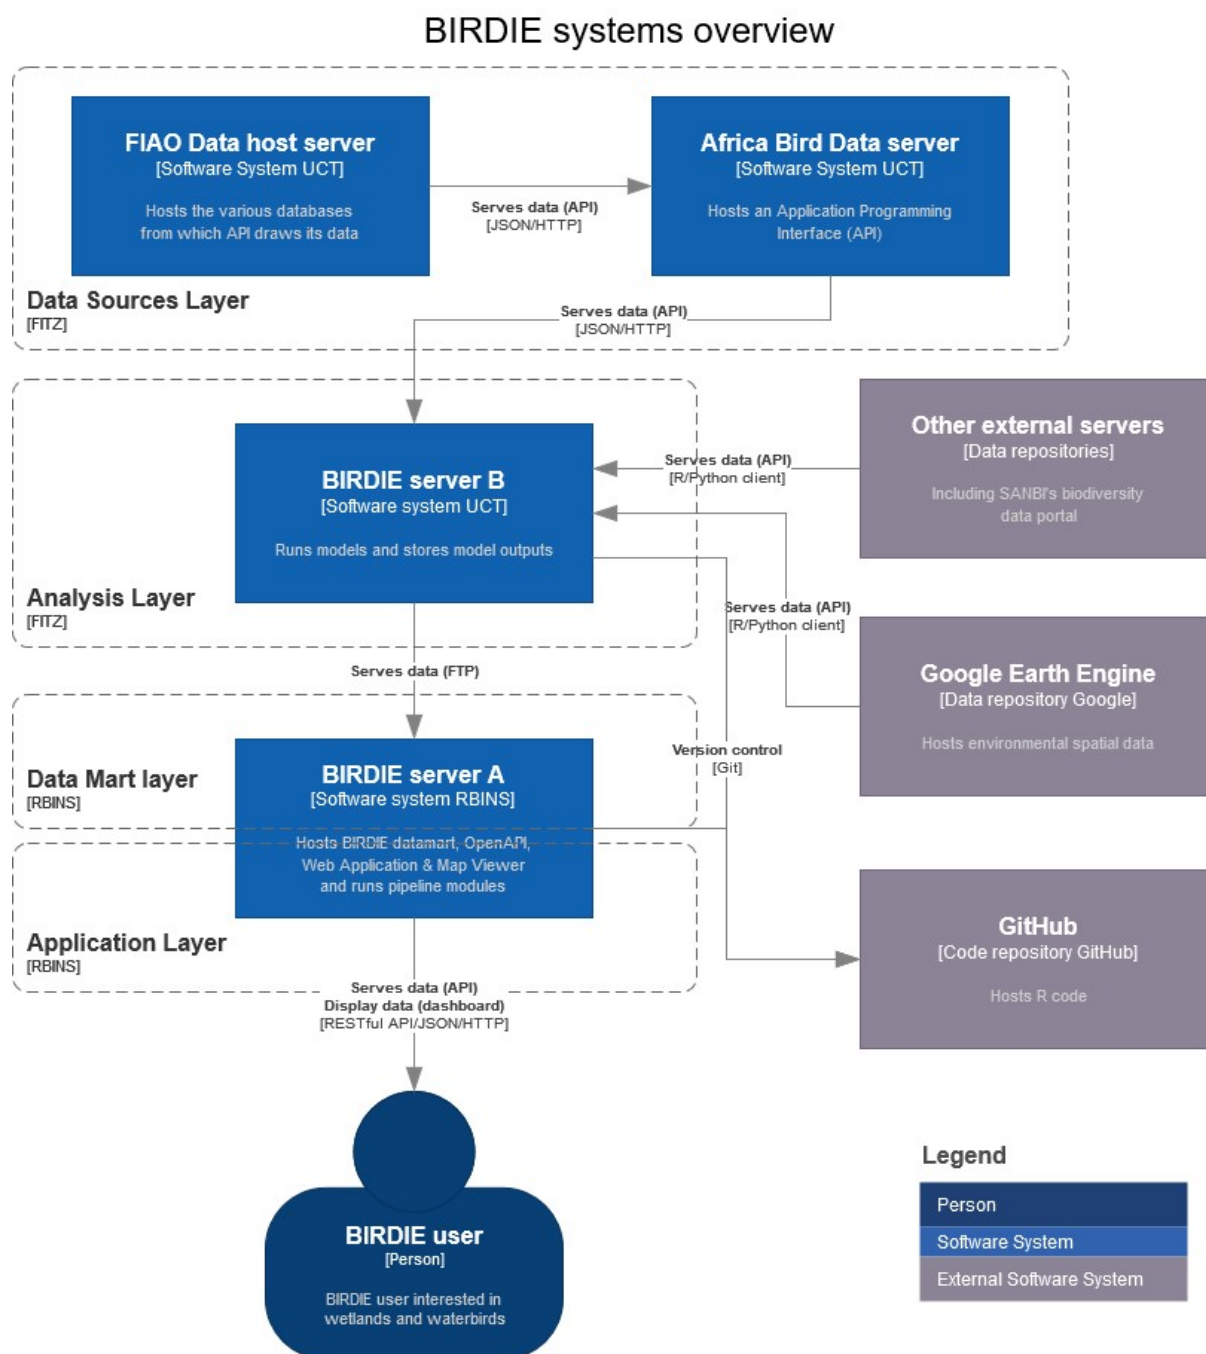 BIRDIE systems overview
FIAO Data host server
[Software System UCT]
Hosts the various databases
from which API draws its data
Serves data (API)
[JSON/HTTP]
Africa Bird Data server
[Software System UCT]
Hosts an Application Programming
Interface (API)
Data Sources Layer
[FITZ]
Serves data (API)
[JSON/HTTP]
BIRDIE server B
[Software system UCT]
Runs models and stores model outputs
Analysis Layer
[FITZ]
Serves data (API)
[R/Python client]
Other external servers
[Data repositories]
Including SANBI's biodiversity
data portal
Serves data (API)
[R/Python client]
Google Earth Engine
[Data repository Google]
Hosts environmental spatial data
Serves data (FTP)
Version control
[Git]
Data Mart layer
[RBINS]
BIRDIE server A
[Software system RBINS]
Hosts BIRDIE datamart, OpenAPI,
Web Application & Map Viewer
and runs pipeline modules
Application Layer
[RBINS]
GitHub
[Code repository GitHub]
Hosts R code
Serves data (API)
Display data (dashboard)
[RESTful API/JSON/HTTP]
BIRDIE user
[Person]
BIRDIE user interested in
wetlands and waterbirds
Legend
Person
Software System
External Software System